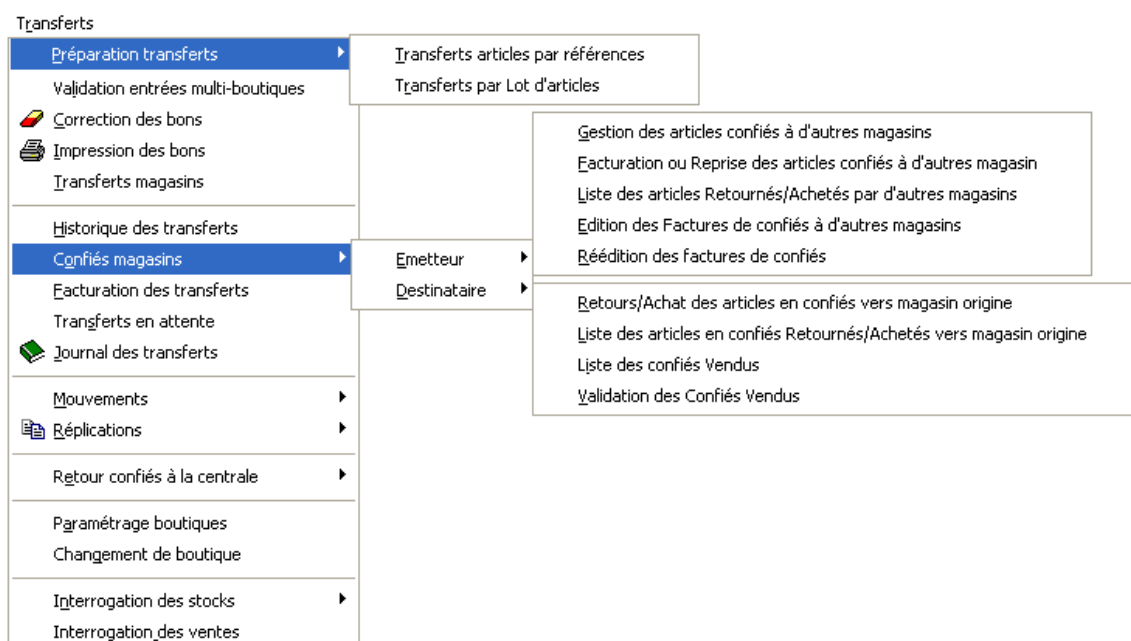 Transferts
Préparation transferts
Transferts articles par références
Transferts par Lot d'articles
Validation entrées multi-boutiques
Correction des bons
Impression des bons
Transferts magasins
Historique des transferts
Confiés magasins
Emetteur
Gestion des articles confiés à d'autres magasins
Facturation ou Reprise des articles confiés à d'autres magasin
Liste des articles Retournés/Achetés par d'autres magasins
Edition des Factures de confiés à d'autres magasins
Réédition des factures de confiés
Destinataire
Retours/Achat des articles en confiés vers magasin origine
Liste des articles en confiés Retournés/Achetés vers magasin origine
Liste des confiés Vendus
Validation des Confiés Vendus
Facturation des transferts
Transferts en attente
Journal des transferts
Mouvements
Réplications
Retour confiés à la centrale
Paramétrage boutiques
Changement de boutique
Interrogation des stocks
Interrogation des ventes